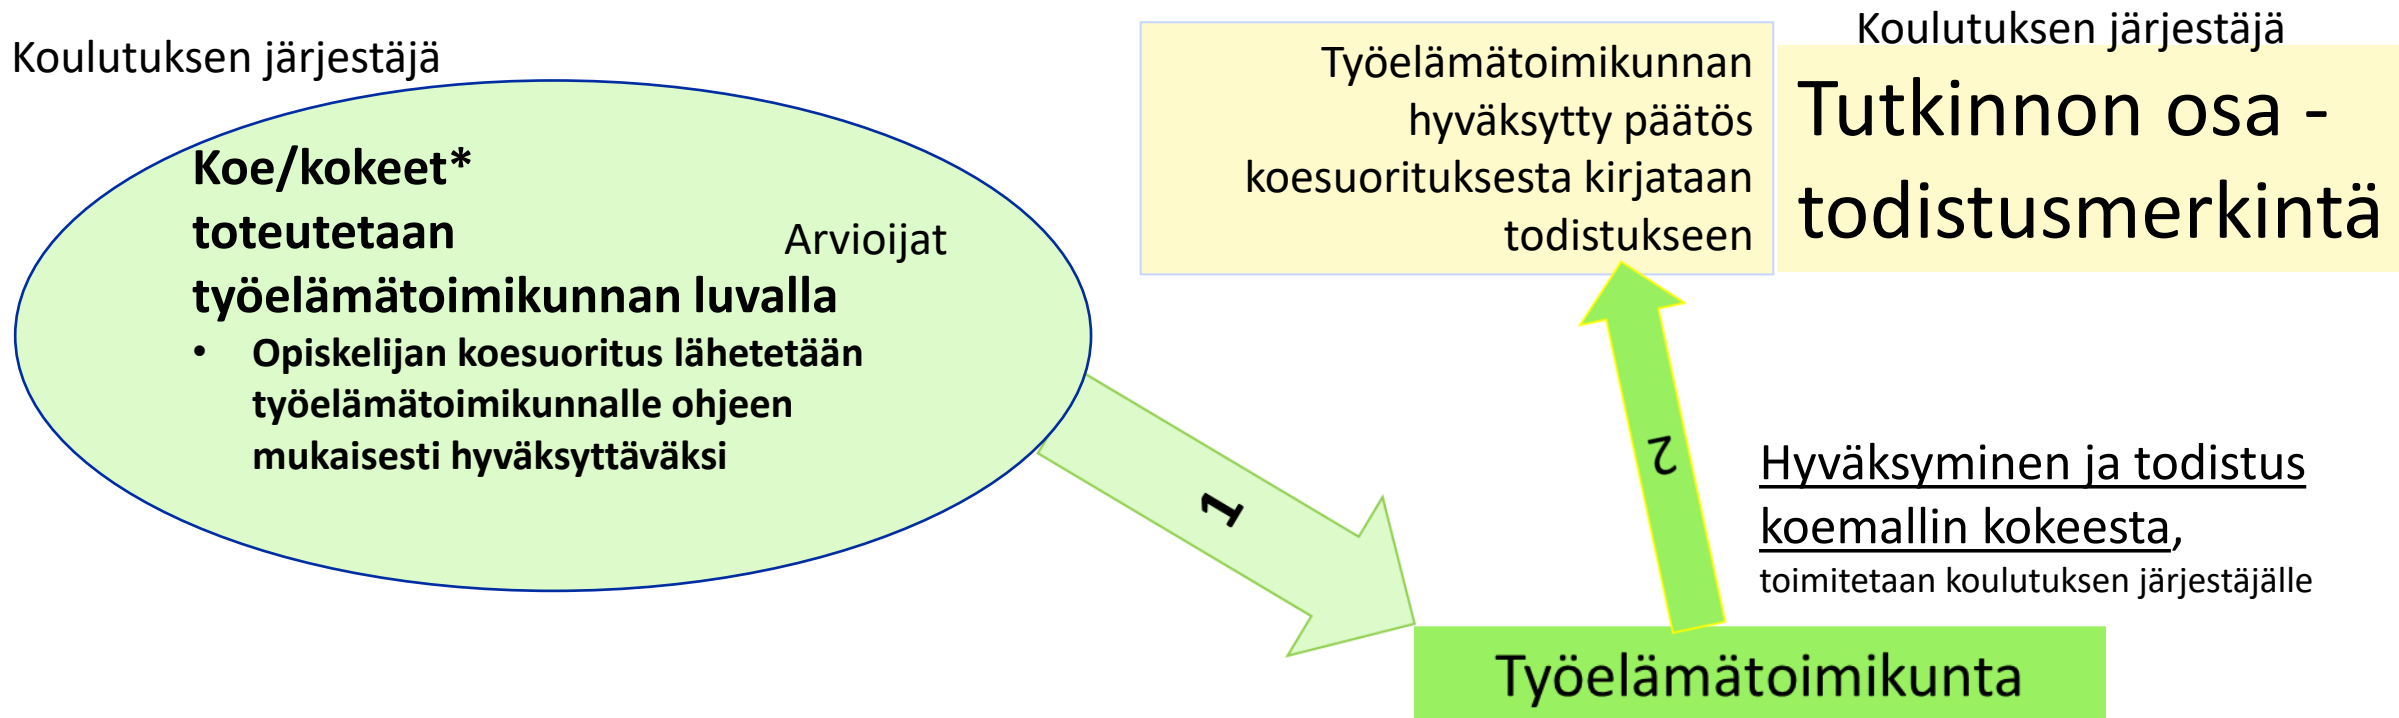 Koulutuksen järjestäjä
Koe/kokeet*
toteutetaan
työelämätoimikunnan luvalla
Arvioijat
• Opiskelijan koesuoritus lähetetään
työelämätoimikunnalle ohjeen
mukaisesti hyväksyttäväksi
1
Työelämätoimikunnan
hyväksytty päätös
koesuorituksesta kirjataan
todistukseen
Koulutuksen järjestäjä
Tutkinnon osa -
todistusmerkintä
2
Hyväksyminen ja todistus
koemallin kokeesta,
toimitetaan koulutuksen järjestäjälle
Työelämätoimikunta